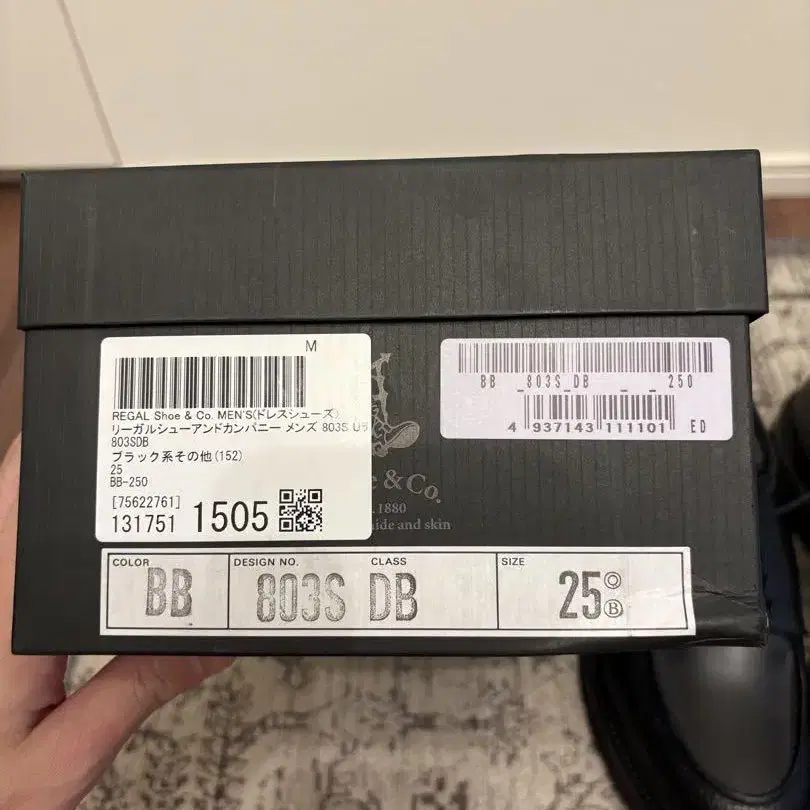 M
REGAL Shoe & Co. MEN'S(ドレスシューズ)
リーガルシューアンドカンパニー メンズ 803S
803SDB
ブラック系その他(152)
25
BB-250
[75622761]
131751 1505
BB _803S_DB _ _ 250
4 937143 111101 ED
& Co.
1880
hide and skin
COLOR DESIGN NO. CLASS SIZE
BB 803S DB 25 B